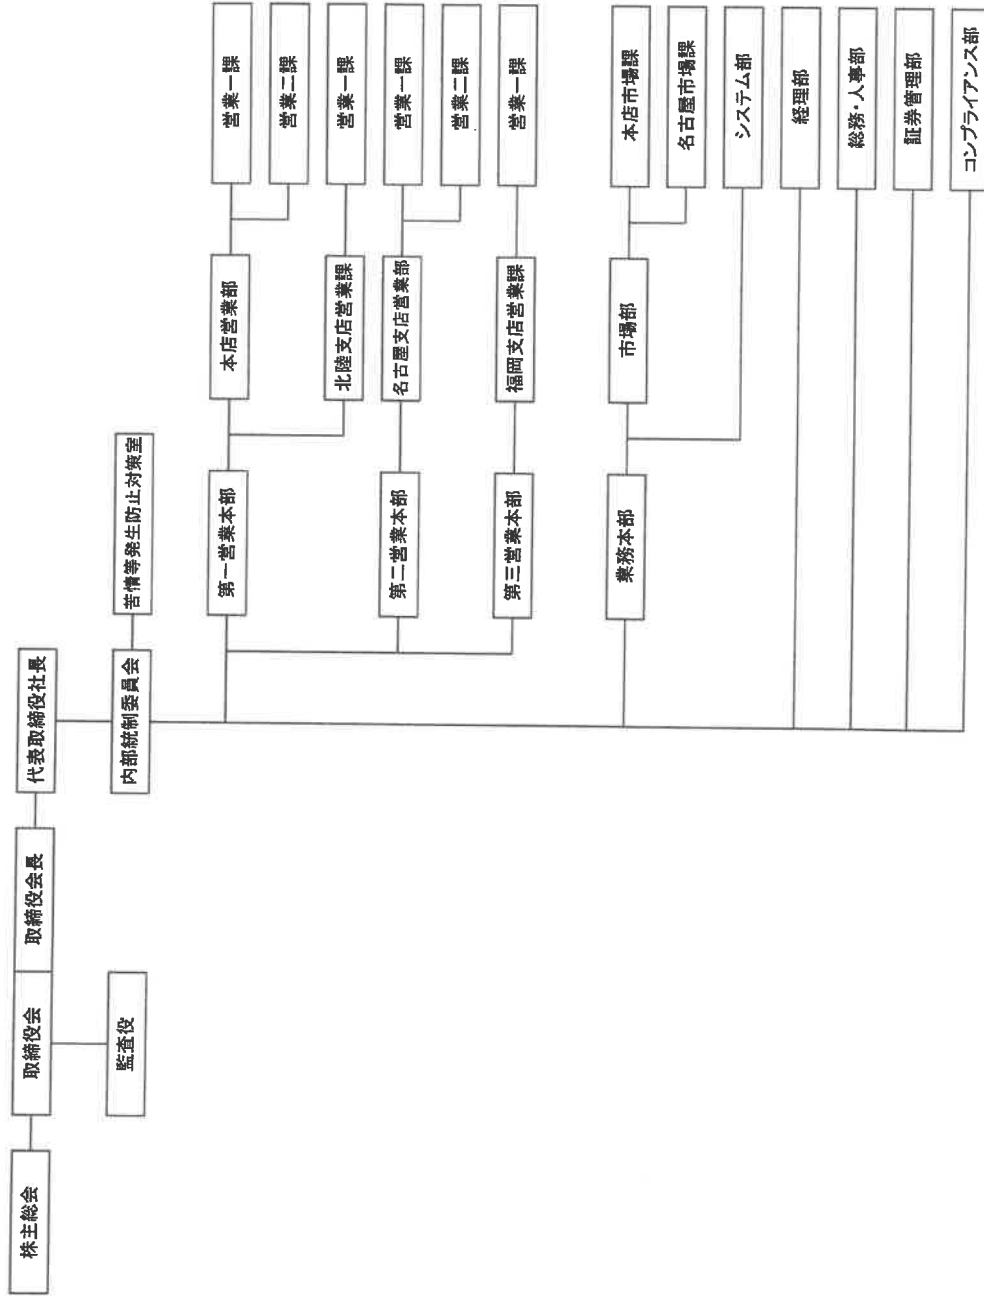 株主総会
取締役会
取締役会長
代表取締役社長
監査役
内部統制委員会
苦情等発生防止対策室
第一営業本部
本店営業部
営業一課
営業二課
北陸支店営業課
営業一課
第二営業本部
名古屋支店営業部
営業一課
営業二課
第三営業本部
福岡支店営業課
営業一課
業務本部
市場部
本店市場課
名古屋市場課
システム部
経理部
総務・人事部
証券管理部
コンプライアンス部